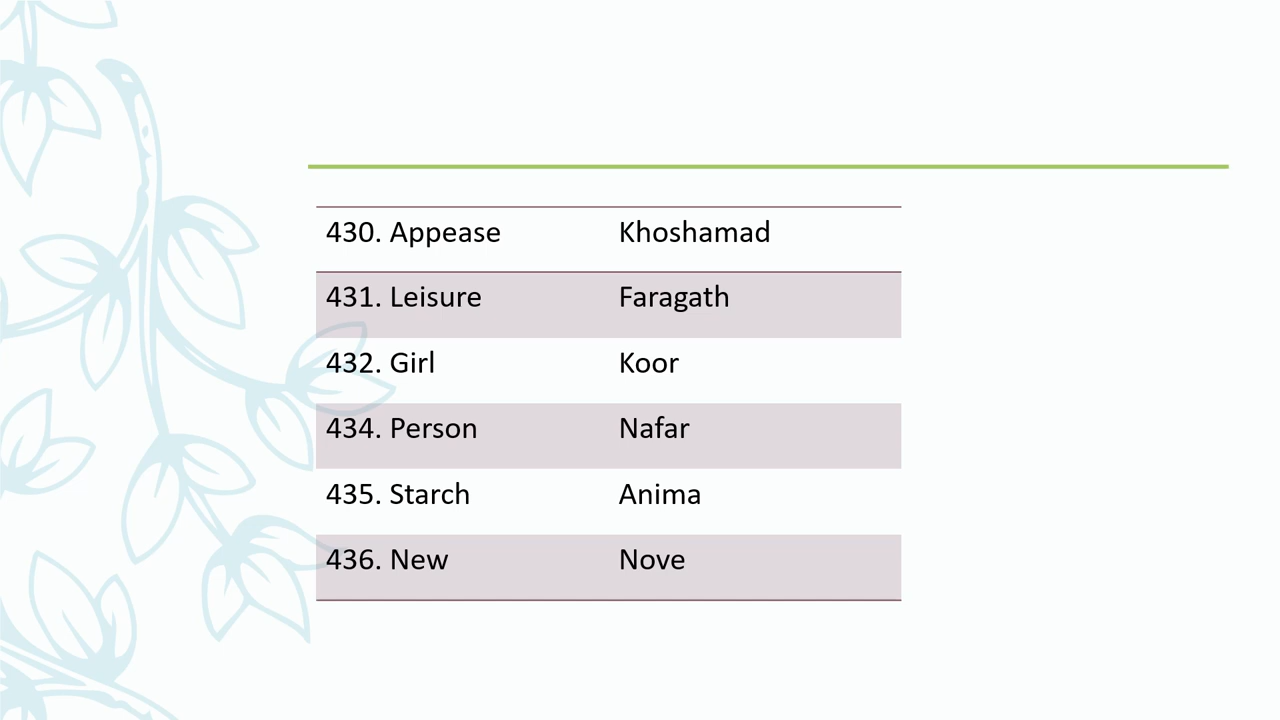 430. Appease Khoshamad
431. Leisure Faragath
432. Girl Koor
434. Person Nafar
435. Starch Anima
436. New Nove